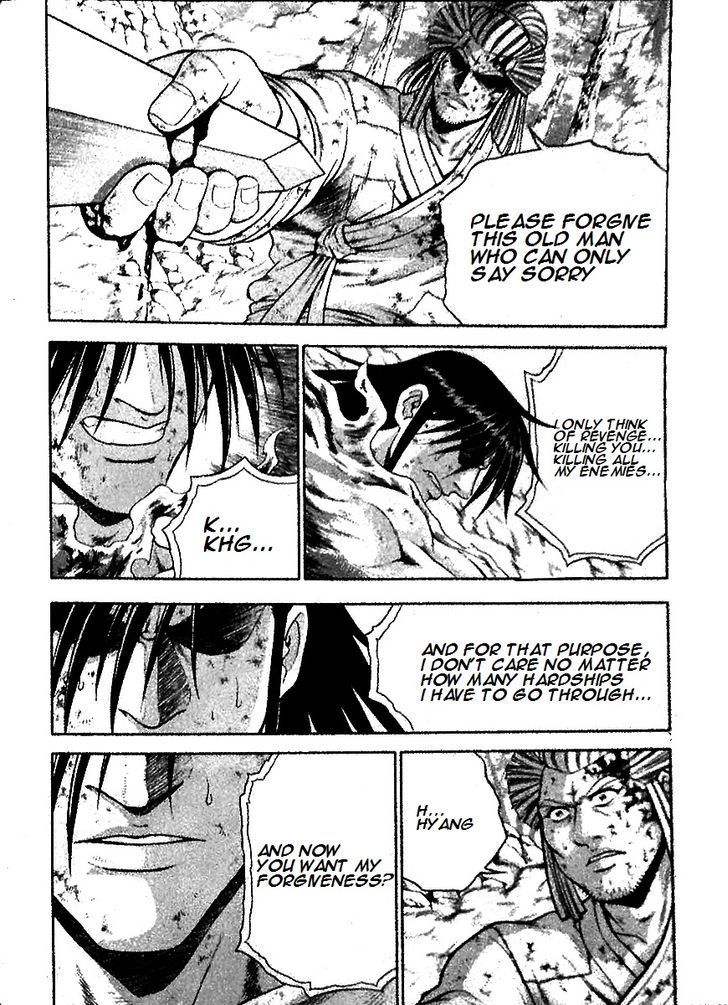 PLEASE FORGIVE
THIS OLD MAN
WHO CAN ONLY
SAY SORRY
K...
KHG...
I ONLY THINK
OF REVENGE...
KILLING YOU...
KILLING ALL
MY ENEMIES...
AND FOR THAT PURPOSE,
I DON'T CARE NO MATTER
HOW MANY HARDSHIPS
I HAVE TO GO THROUGH...
AND NOW
YOU WANT MY
FORGIVENESS?
H...
HYANG